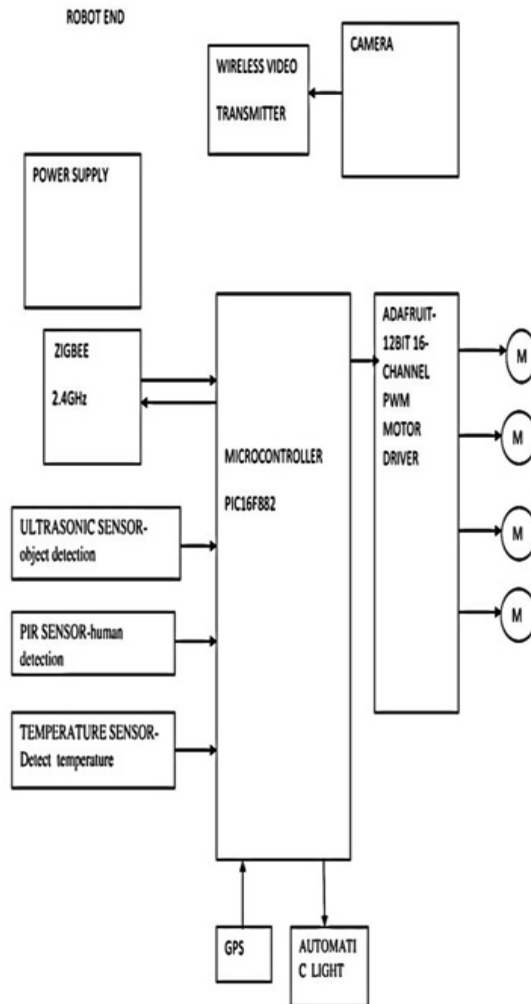 ROBOT END
WIRELESS VIDEO
TRANSMITTER
CAMERA
POWER SUPPLY
ZIGBEE
2.4GHz
MICROCONTROLLER
PIC16F882
ADAFRUIT-
12BIT 16-
CHANNEL
PWM
MOTOR
DRIVER
M
M
M
M
ULTRASONIC SENSOR-
object detection
PIR SENSOR-human
detection
TEMPERATURE SENSOR-
Detect temperature
GPS
AUTOMATI
C LIGHT